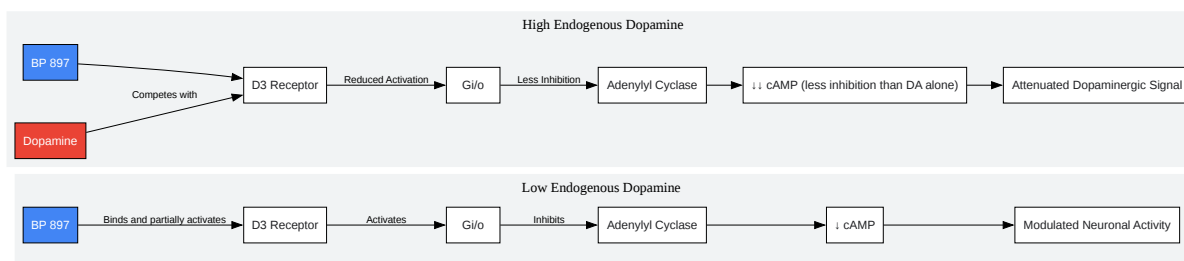 High Endogenous Dopamine
BP 897
Competes with
Dopamine
D3 Receptor
Reduced Activation
Gi/o
Less Inhibition
Adenylyl Cyclase
↓↓ cAMP (less inhibition than DA alone)
Attenuated Dopaminergic Signal
Low Endogenous Dopamine
BP 897
Binds and partially activates
D3 Receptor
Activates
Gi/o
Inhibits
Adenylyl Cyclase
↓ cAMP
Modulated Neuronal Activity